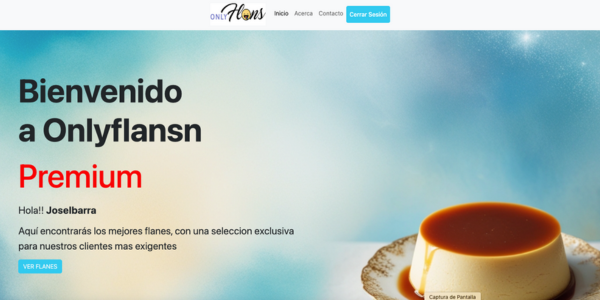 ONLY Flans
Inicio Acerca Contacto Cerrar Sesión
Bienvenido
a Onlyflansn
Premium
Hola!! JoseIbarra
Aquí encontrarás los mejores flanes, con una seleccion exclusiva
para nuestros clientes mas exigentes
VER FLANES
Captura de Pantalla